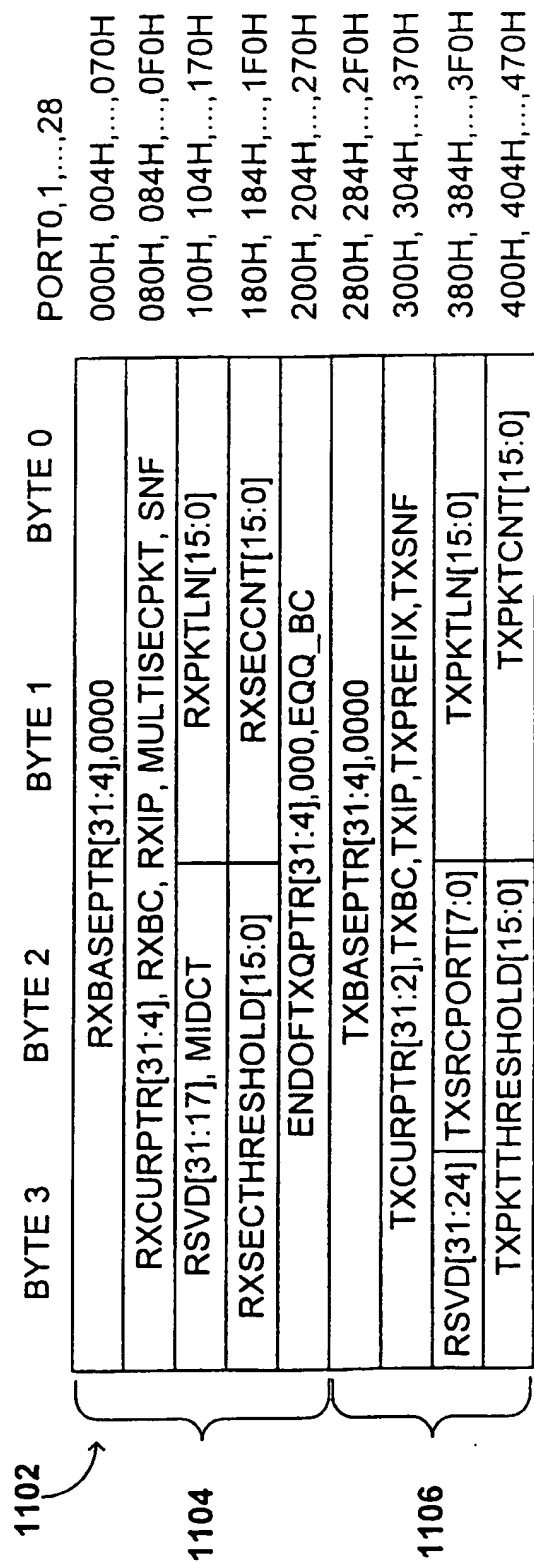 1102
BYTE 3 BYTE 2 BYTE 1 BYTE 0 PORT0,1,...,28
1104
RXBASEPTR[31:4],0000 000H, 004H,...,070H
RXCURPTR[31:4], RXBC, RXIP, MULTISECPKT, SNF 080H, 084H,...,0F0H
RSVD[31:17], MIDCT RXPKTLN[15:0] 100H, 104H,...,170H
RXSECTHRESHOLD[15:0] RXSECCNT[15:0] 180H, 184H,...,1F0H
ENDOFTXQPTR[31:4],000,EQQ_BC 200H, 204H,...,270H
1106
TXBASEPTR[31:4],0000 280H, 284H,...,2F0H
TXCURPTR[31:2],TXBC,TXIP,TXPREFIX,TXSNF 300H, 304H,...,370H
RSVD[31:24] TXSRCPORT[7:0] TXPKTLN[15:0] 380H, 384H,...,3F0H
TXPKTTHRESHOLD[15:0] TXPKTCNT[15:0] 400H, 404H,...,470H